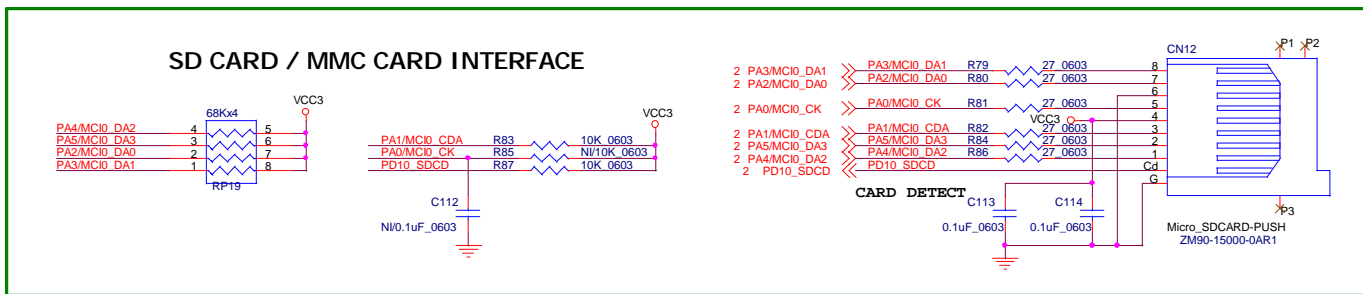 SD CARD / MMC CARD INTERFACE
68Kx4
VCC3
PA4/MCI0_DA2 4 5
PA5/MCI0_DA3 3 6
PA2/MCI0_DA0 2 7
PA3/MCI0_DA1 1 8
RP19
VCC3
PA1/MCI0_CDA R83 10K_0603
PA0/MCI0_CK R85 NI/10K_0603
PD10_SDCD R87 10K_0603
C112
NI/0.1uF_0603
CN12
P1 P2
2 PA3/MCI0_DA1 PA3/MCI0_DA1 R79 27_0603 8
2 PA2/MCI0_DA0 PA2/MCI0_DA0 R80 27_0603 7
6
2 PA0/MCI0_CK PA0/MCI0_CK R81 27_0603 5
VCC3 4
2 PA1/MCI0_CDA PA1/MCI0_CDA R82 27_0603 3
2 PA5/MCI0_DA3 PA5/MCI0_DA3 R84 27_0603 2
2 PA4/MCI0_DA2 PA4/MCI0_DA2 R86 27_0603 1
2 PD10_SDCD PD10_SDCD Cd
G
CARD DETECT
C113 C114
0.1uF_0603 0.1uF_0603
P3
Micro_SDCARD-PUSH
ZM90-15000-0AR1